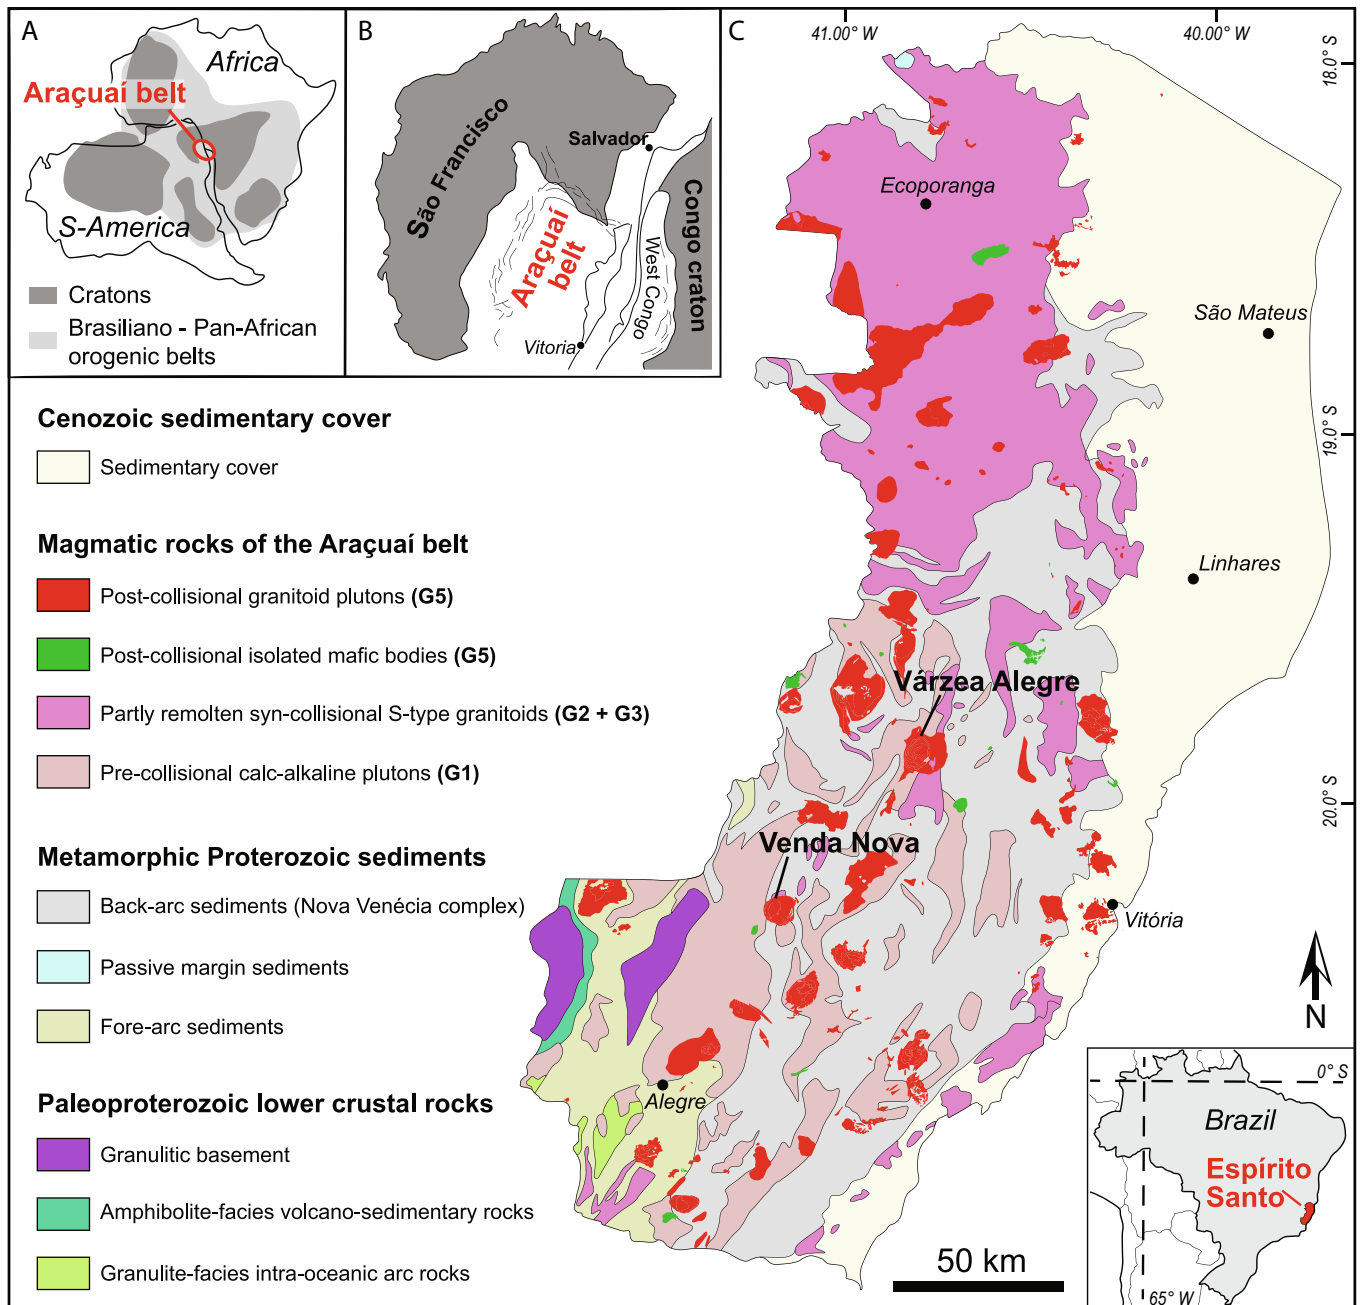 A
Africa
Araçuaí belt
S-America
Cratons
Brasiliano - Pan-African
orogenic belts
B
São Francisco
Salvador
Araçuaí
belt
West Congo
Congo craton
Vitoria
C
41.00° W
40.00° W
18.0° S
19.0° S
20.0° S
Ecoporanga
São Mateus
Linhares
Várzea Alegre
Venda Nova
Vitória
Alegre
N
50 km
Cenozoic sedimentary cover
Sedimentary cover
Magmatic rocks of the Araçuaí belt
Post-collisional granitoid plutons (G5)
Post-collisional isolated mafic bodies (G5)
Partly remolten syn-collisional S-type granitoids (G2 + G3)
Pre-collisional calc-alkaline plutons (G1)
Metamorphic Proterozoic sediments
Back-arc sediments (Nova Venécia complex)
Passive margin sediments
Fore-arc sediments
Paleoproterozoic lower crustal rocks
Granulitic basement
Amphibolite-facies volcano-sedimentary rocks
Granulite-facies intra-oceanic arc rocks
0° S
Brazil
Espírito
Santo
65° W